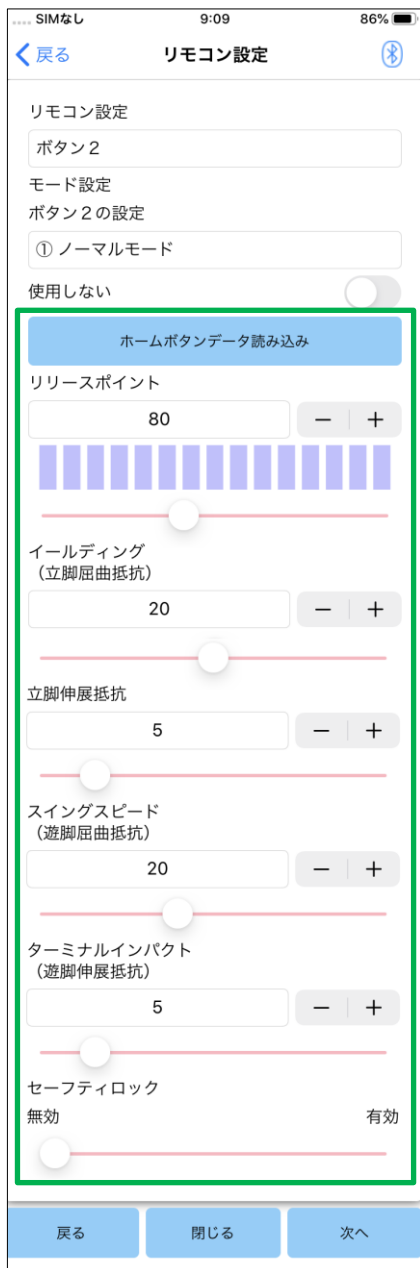 SIMなし 9:09 86%
戻る リモコン設定
リモコン設定
ボタン２
モード設定
ボタン２の設定
① ノーマルモード
使用しない
ホームボタンデータ読み込み
リリースポイント
80 − +
イールディング
（立脚屈曲抵抗）
20 − +
立脚伸展抵抗
5 − +
スイングスピード
（遊脚屈曲抵抗）
20 − +
ターミナルインパクト
（遊脚伸展抵抗）
5 − +
セーフティロック
無効 有効
戻る 閉じる 次へ